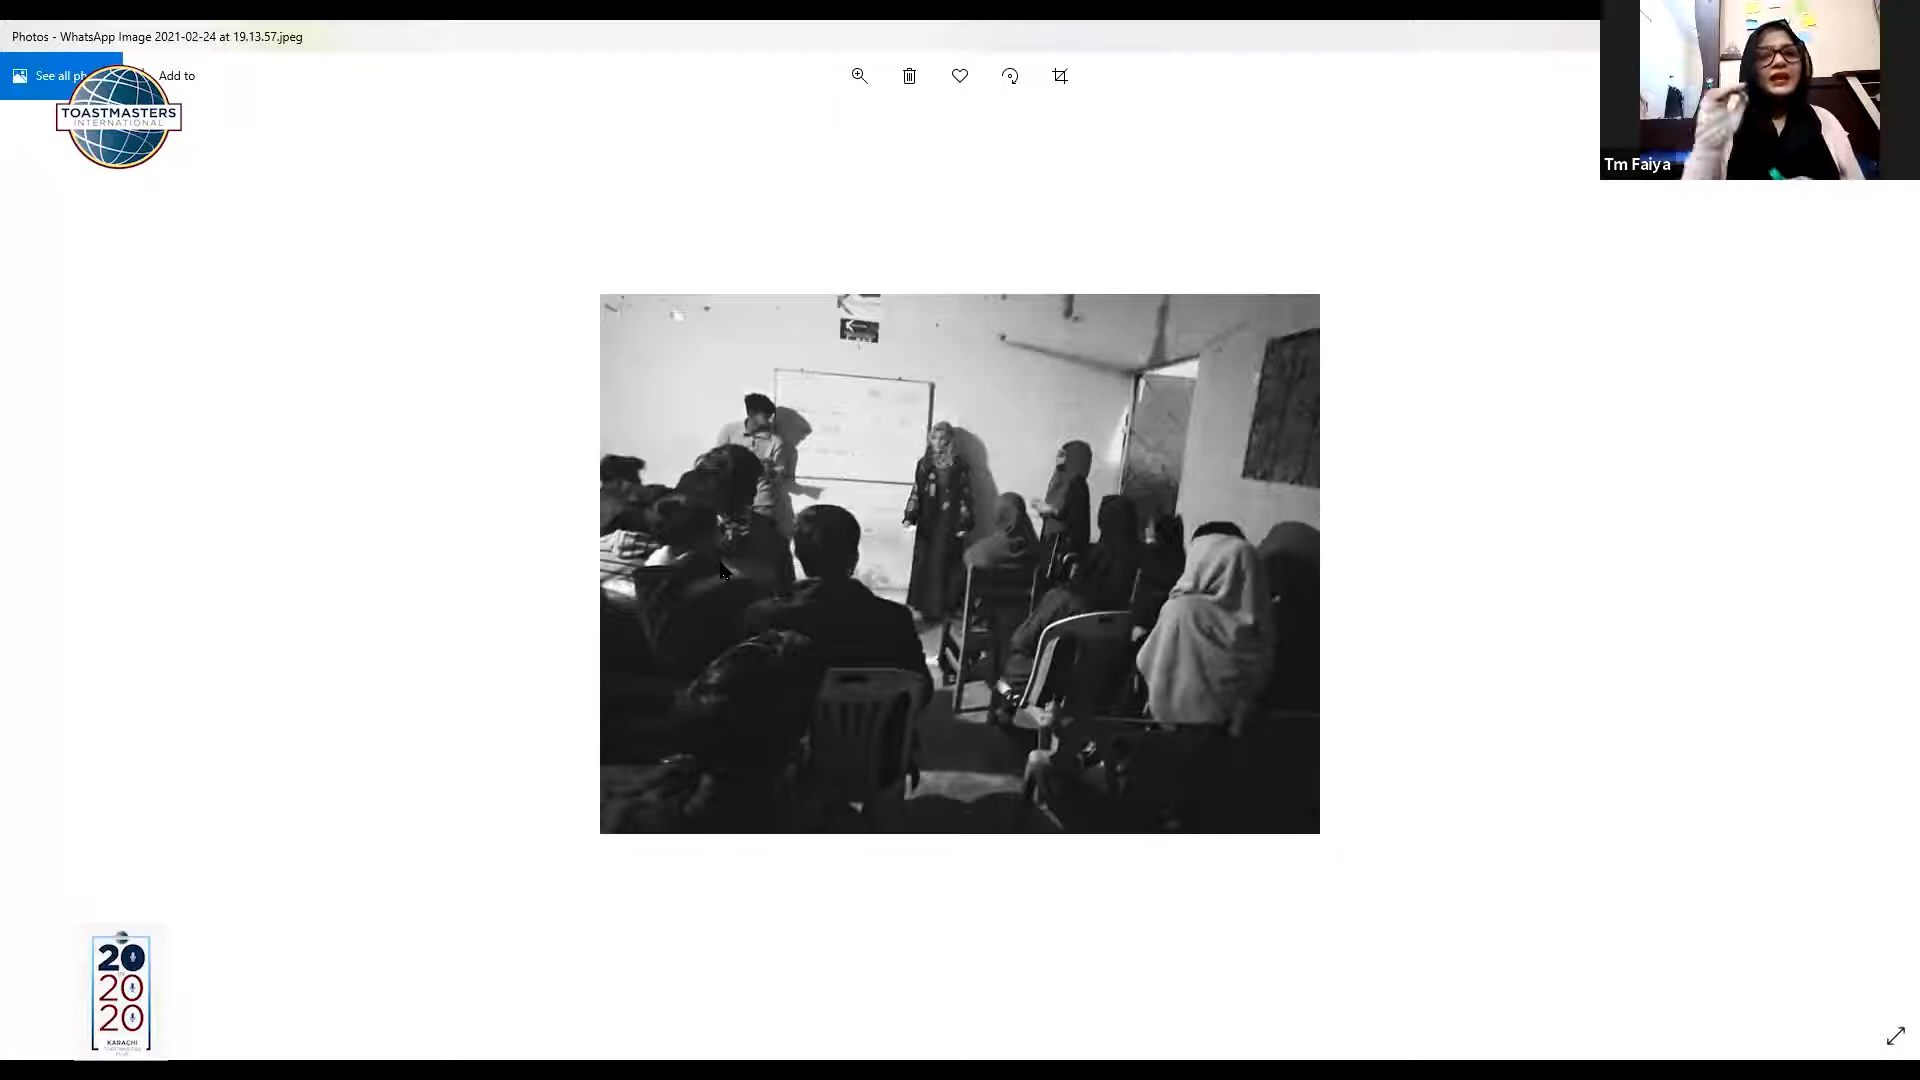 Photos - WhatsApp Image 2021-02-24 at 19.13.57.jpeg
See all ph
Add to
TOASTMASTERS
INTERNATIONAL
Tm Faiya
20
20
20
KARACHI